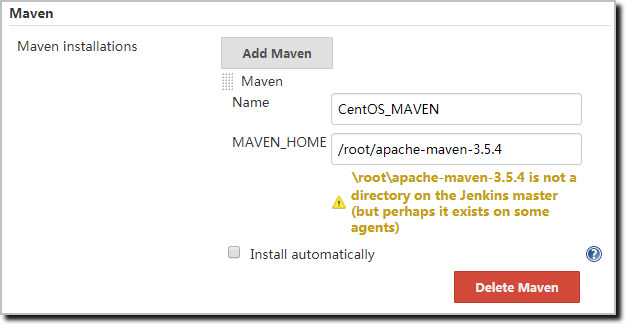 Maven
Maven installations
Add Maven
Maven
Name
CentOS_MAVEN
MAVEN_HOME
/root/apache-maven-3.5.4
\root\apache-maven-3.5.4 is not a
directory on the Jenkins master
(but perhaps it exists on some
agents)
Install automatically
?
Delete Maven